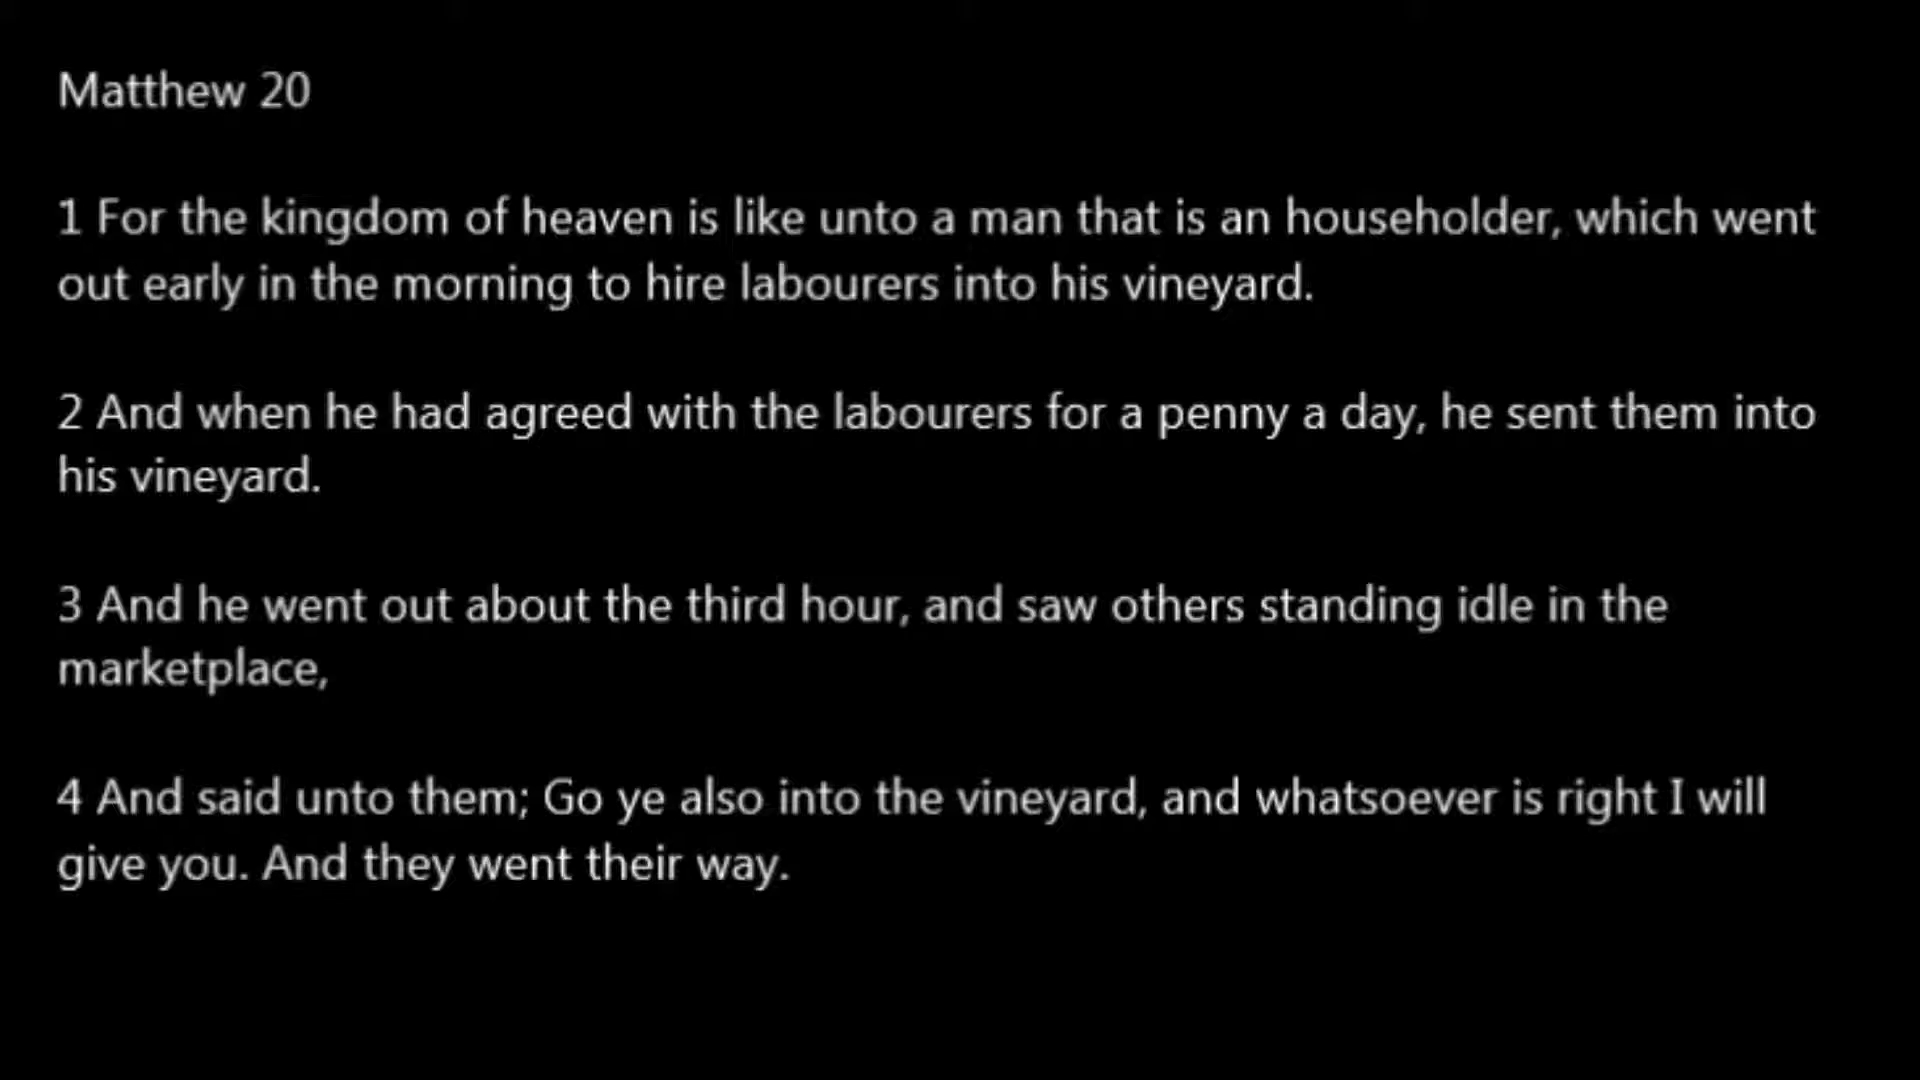 Matthew 20
1 For the kingdom of heaven is like unto a man that is an householder, which went
out early in the morning to hire labourers into his vineyard.
2 And when he had agreed with the labourers for a penny a day, he sent them into
his vineyard.
3 And he went out about the third hour, and saw others standing idle in the
marketplace,
4 And said unto them; Go ye also into the vineyard, and whatsoever is right I will
give you. And they went their way.